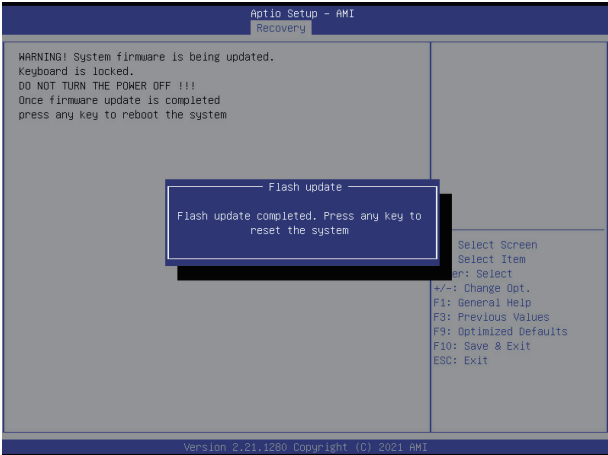 Aptio Setup - AMI
Recovery
WARNING! System firmware is being updated.
Keyboard is locked.
DO NOT TURN THE POWER OFF !!!
Once firmware update is completed
press any key to reboot the system
Flash update
Flash update completed. Press any key to
reset the system
Select Screen
Select Item
er: Select
+/-: Change Opt.
F1: General Help
F3: Previous Values
F9: Optimized Defaults
F10: Save & Exit
ESC: Exit
Version 2.21.1280 Copyright (C) 2021 AMI